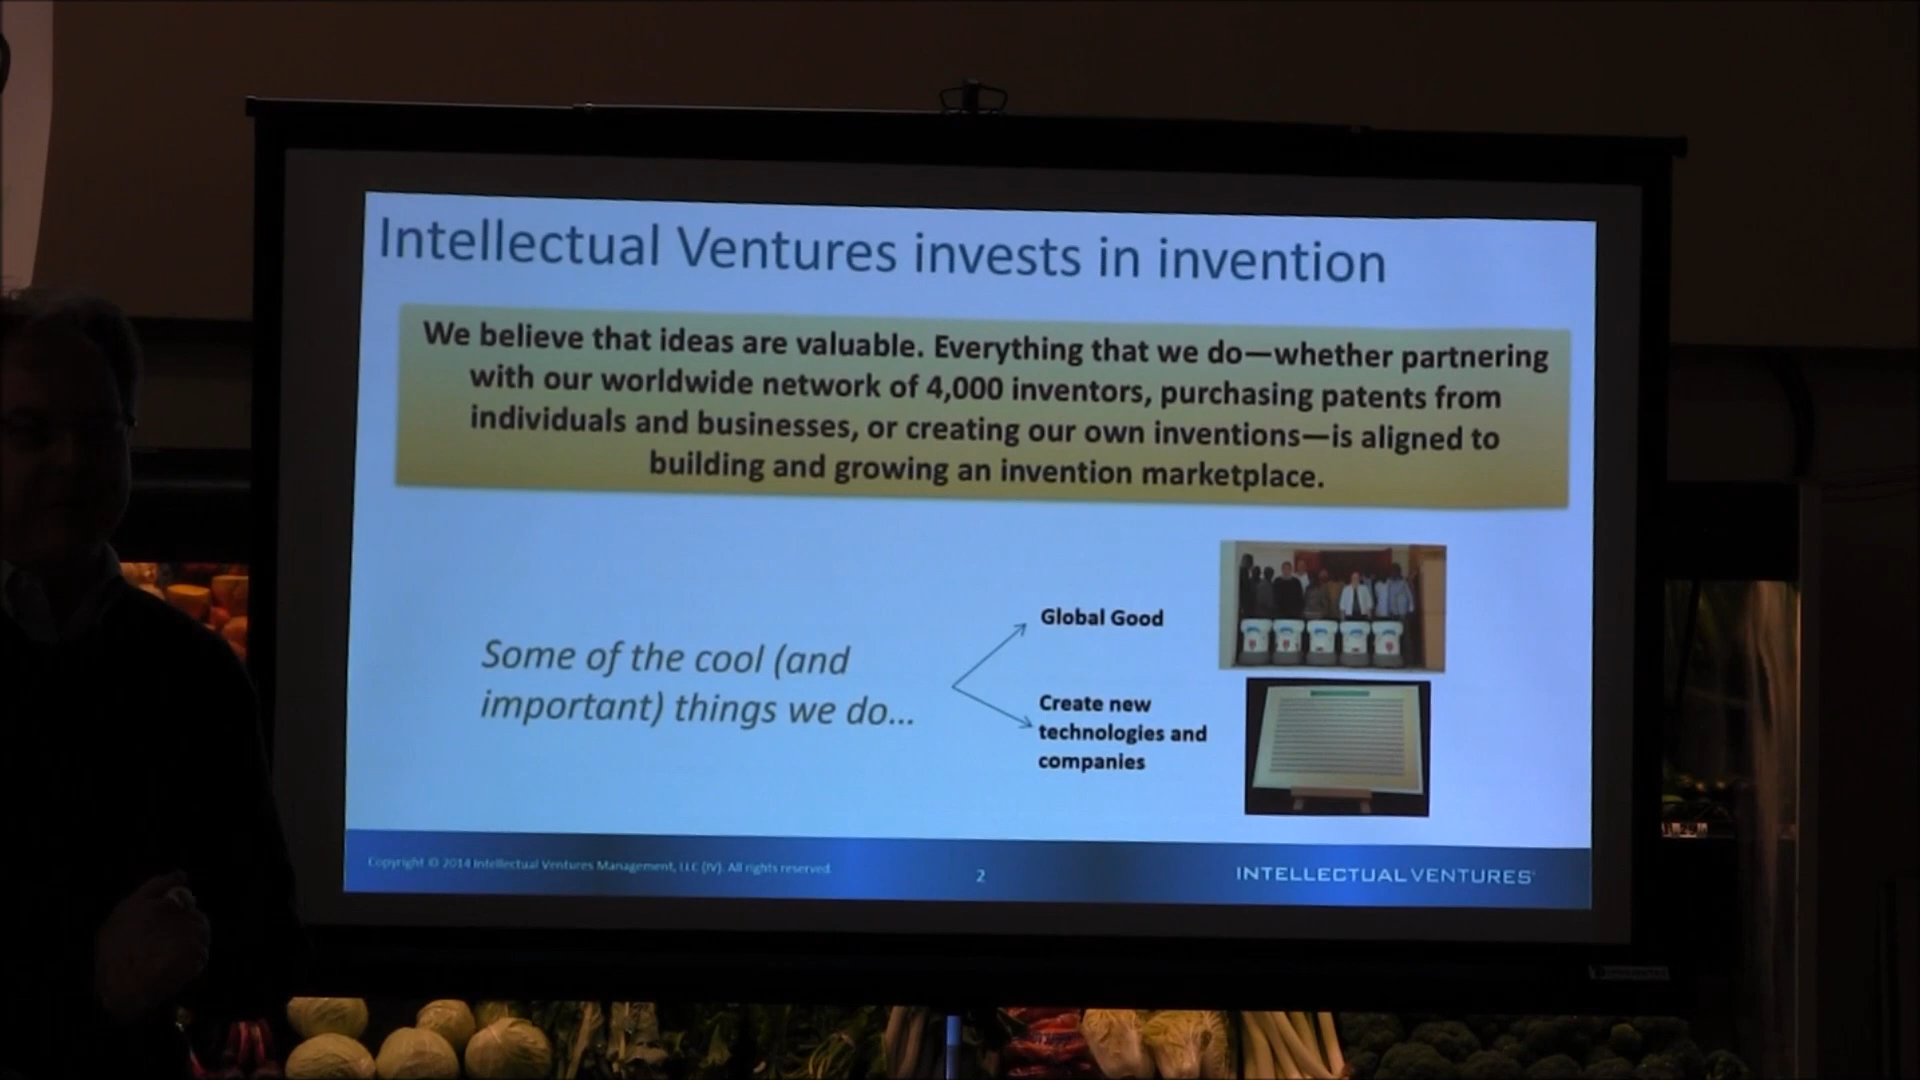 Intellectual Ventures invests in invention
We believe that ideas are valuable. Everything that we do—whether partnering
with our worldwide network of 4,000 inventors, purchasing patents from
individuals and businesses, or creating our own inventions—is aligned to
building and growing an invention marketplace.
Some of the cool (and
important) things we do...
Global Good
Create new
technologies and
companies
Copyright © 2014 Intellectual Ventures Management, LLC (IV). All rights reserved.
2
INTELLECTUAL VENTURES